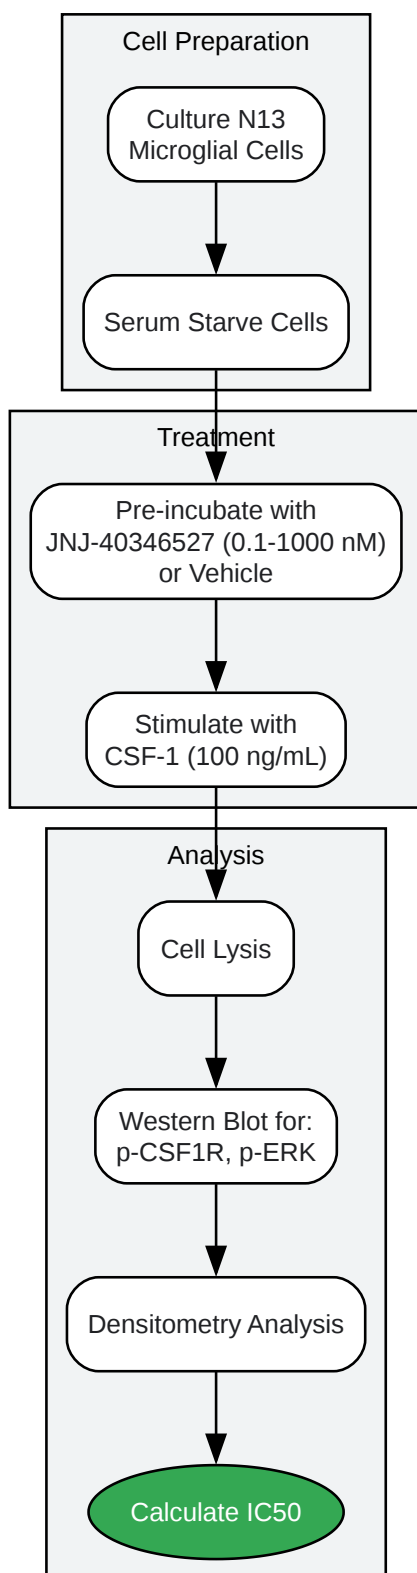 Cell Preparation
Culture N13
Microglial Cells
Serum Starve Cells
Treatment
Pre-incubate with
JNJ-40346527 (0.1-1000 nM)
or Vehicle
Stimulate with
CSF-1 (100 ng/mL)
Analysis
Cell Lysis
Western Blot for:
p-CSF1R, p-ERK
Densitometry Analysis
Calculate IC50